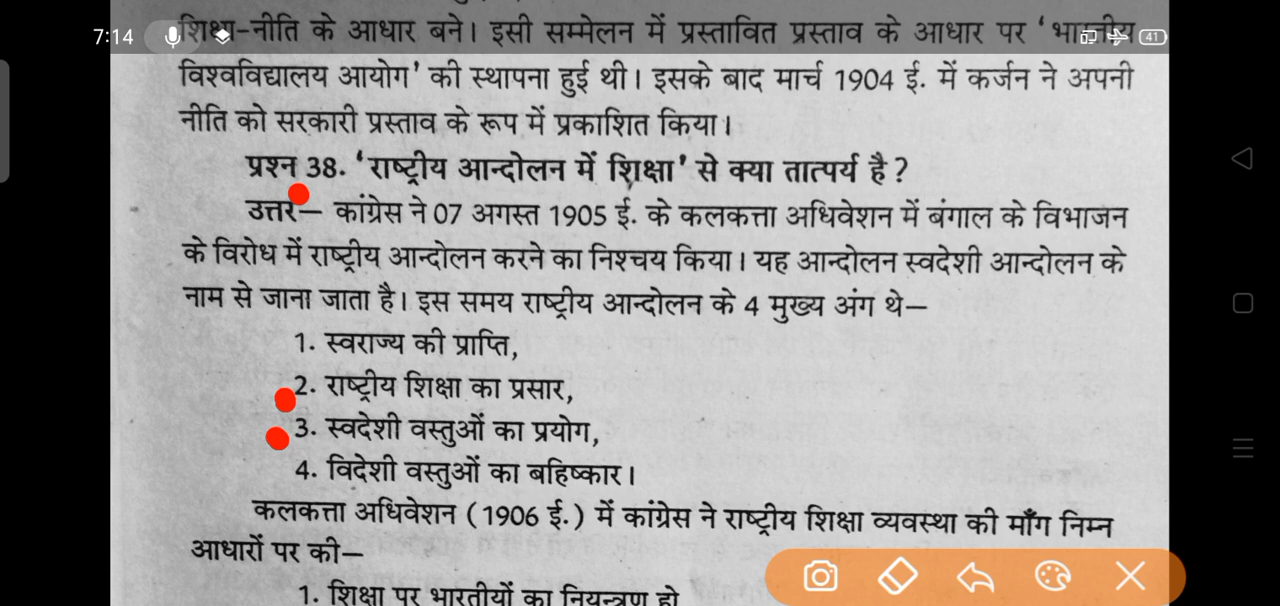 शिक्षा-नीति के आधार बने। इसी सम्मेलन में प्रस्तावित प्रस्ताव के आधार पर ' भारतीय
7:14
41
विश्वविद्यालय आयोग' की स्थापना हुई थी। इसके बाद मार्च 1904 ई. में कर्जन ने अपनी
नीति को सरकारी प्रस्ताव के रूप में प्रकाशित किया।
प्रश्न 38. 'राष्ट्रीय आन्दोलन में शिक्षा' से क्या तात्पर्य है ?
उत्तर— कांग्रेस ने 07 अगस्त 1905 ई. के कलकत्ता अधिवेशन में बंगाल के विभाजन
के विरोध में राष्ट्रीय आन्दोलन करने का निश्चय किया। यह आन्दोलन स्वदेशी आन्दोलन के
नाम से जाना जाता है। इस समय राष्ट्रीय आन्दोलन के 4 मुख्य अंग थे—
1. स्वराज्य की प्राप्ति,
2. राष्ट्रीय शिक्षा का प्रसार,
3. स्वदेशी वस्तुओं का प्रयोग,
4. विदेशी वस्तुओं का बहिष्कार।
कलकत्ता अधिवेशन (1906 ई.) में कांग्रेस ने राष्ट्रीय शिक्षा व्यवस्था की माँग निम्न
आधारों पर की—
1. शिक्षा पर भारतीयों का नियन्त्रण हो